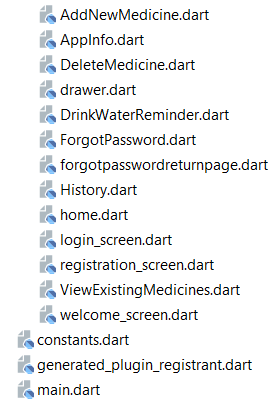 AddNewMedicine.dart
AppInfo.dart
DeleteMedicine.dart
drawer.dart
DrinkWaterReminder.dart
ForgotPassword.dart
forgotpasswordreturnpage.dart
History.dart
home.dart
login_screen.dart
registration_screen.dart
ViewExistingMedicines.dart
welcome_screen.dart
constants.dart
generated_plugin_registrant.dart
main.dart